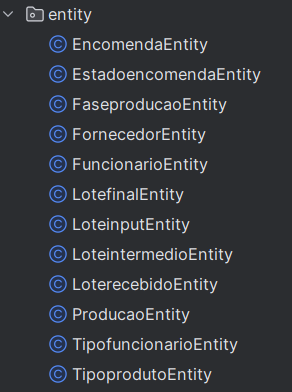 entity
EncomendaEntity
EstadoencomendaEntity
FaseproducaoEntity
FornecedorEntity
FuncionarioEntity
LotefinalEntity
LoteinputEntity
LoteintermedioEntity
LoterecebidoEntity
ProducaoEntity
TipofuncionarioEntity
TipoprodutoEntity